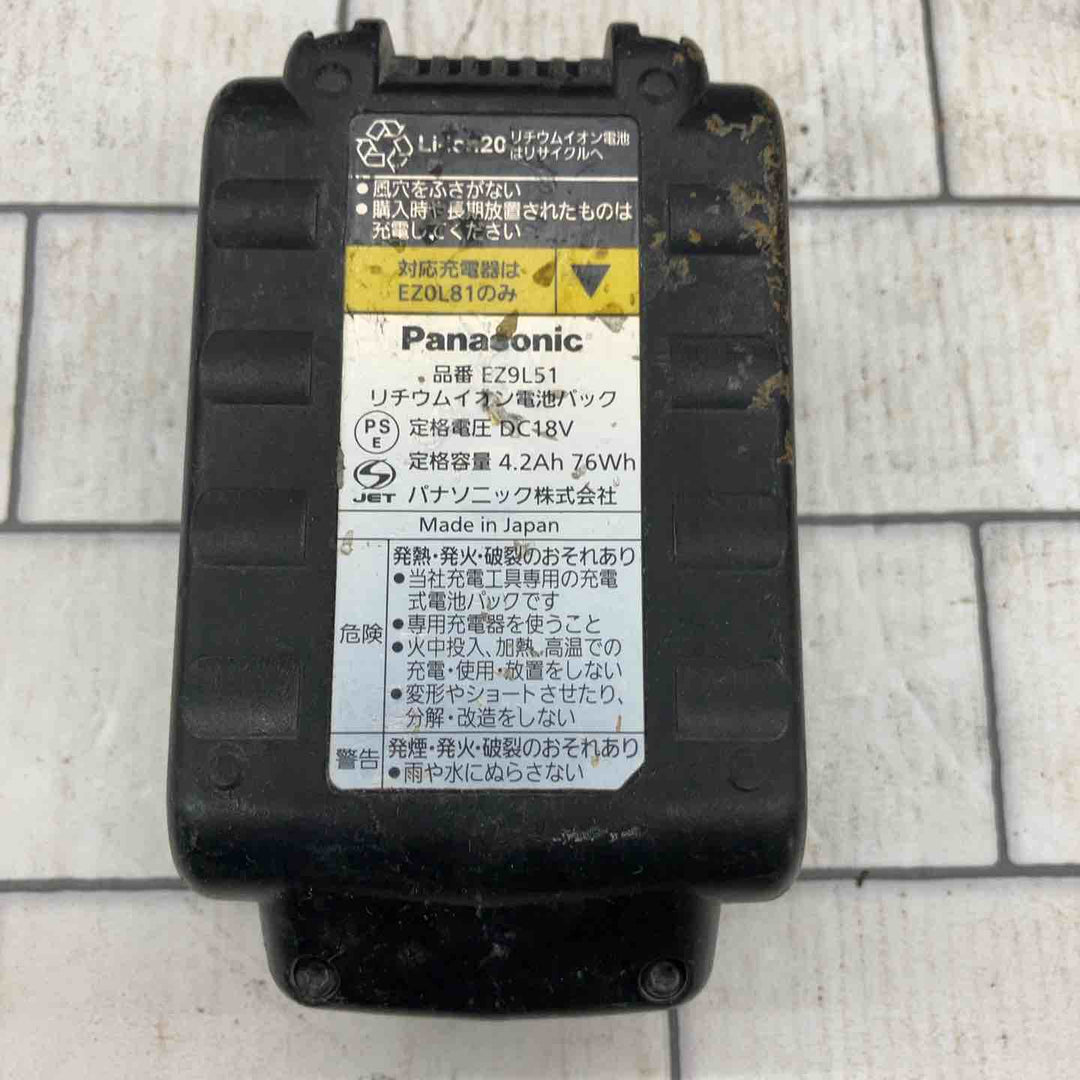 Li-ion20 リチウムイオン電池
はリサイクルへ
●風穴をふさがない
●購入時や長期放置されたものは
充電してください
対応充電器は
EZ0L81のみ
Panasonic
品番 EZ9L51
リチウムイオン電池パック
PS
E
定格電圧 DC18V
定格容量 4.2Ah 76Wh
JET パナソニック株式会社
Made in Japan
危険
発熱・発火・破裂のおそれあり
●当社充電工具専用の充電
式電池パックです
●専用充電器を使うこと
●火中投入、加熱、高温での
充電・使用・放置をしない
●変形やショートさせたり、
分解・改造をしない
警告
発煙・発火・破裂のおそれあり
●雨や水にぬらさない